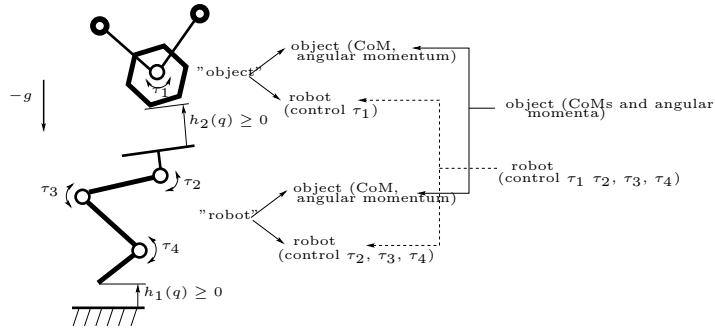 −g
τ1
h2(q) ≥ 0
τ2
τ3
τ4
h1(q) ≥ 0
"object"
object (CoM,
angular momentum)
robot
(control τ1)
"robot"
object (CoM,
angular momentum)
robot
(control τ2, τ3, τ4)
object (CoMs and angular
momenta)
robot
(control τ1 τ2, τ3, τ4)